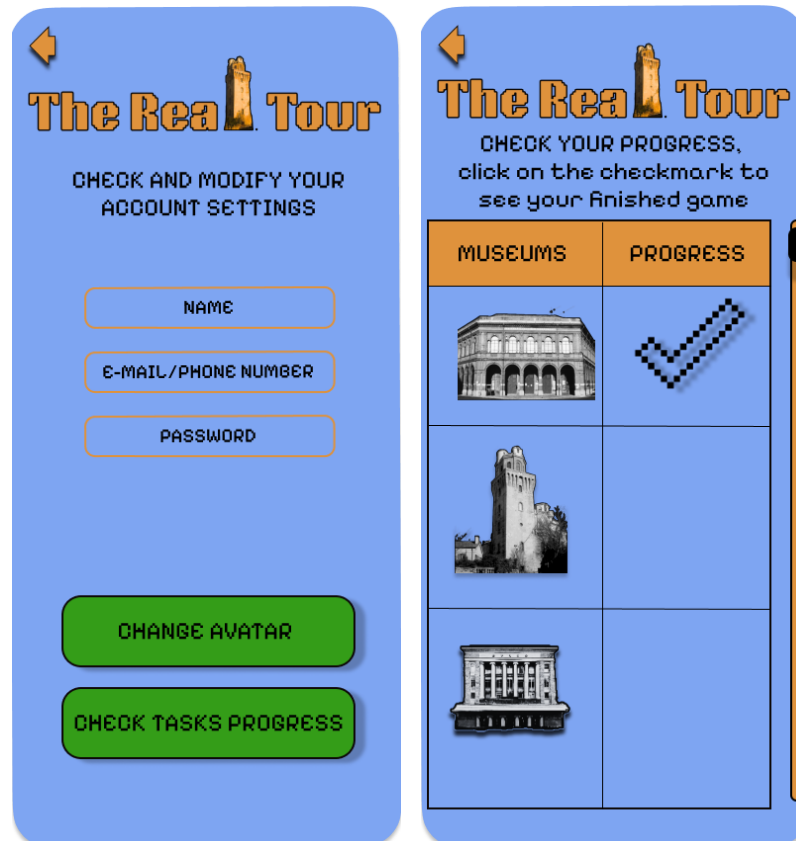 The Real Tour
CHECK AND MODIFY YOUR
ACCOUNT SETTINGS
NAME
E-MAIL/PHONE NUMBER
PASSWORD
CHANGE AVATAR
CHECK TASKS PROGRESS
The Real Tour
CHECK YOUR PROGRESS,
click on the checkmark to
see your finished game
MUSEUMS PROGRESS